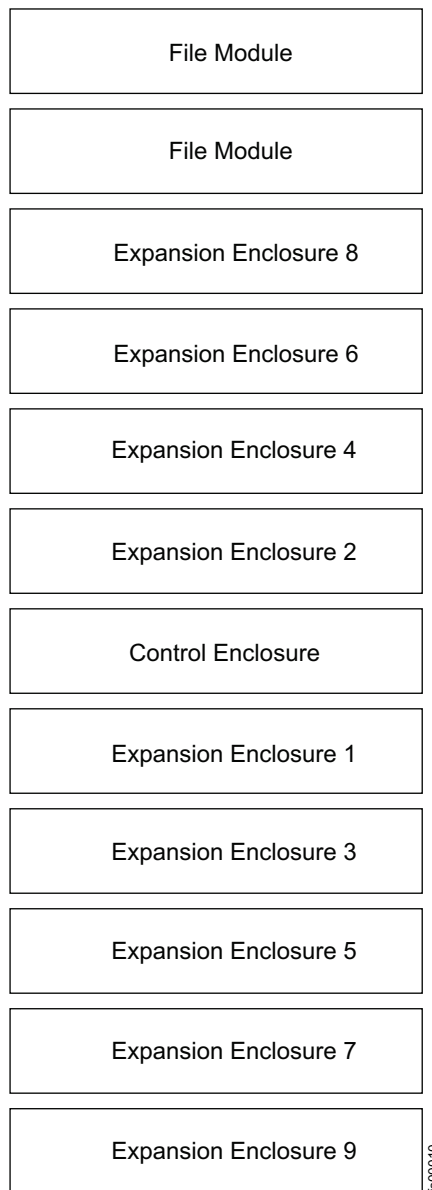 File Module
File Module
Expansion Enclosure 8
Expansion Enclosure 6
Expansion Enclosure 4
Expansion Enclosure 2
Control Enclosure
Expansion Enclosure 1
Expansion Enclosure 3
Expansion Enclosure 5
Expansion Enclosure 7
Expansion Enclosure 9